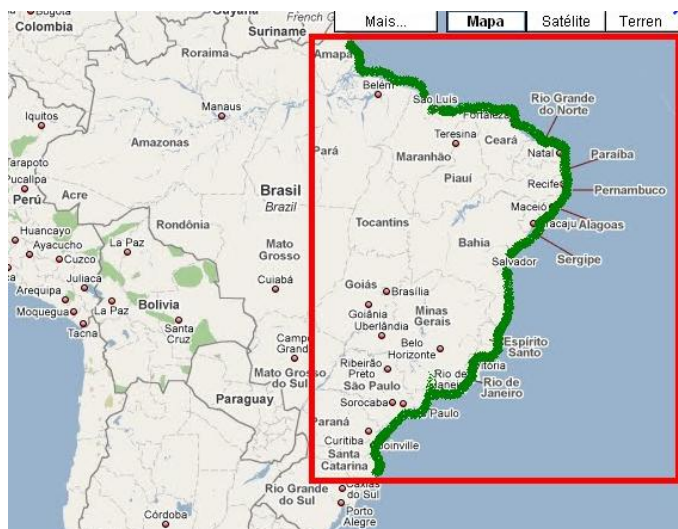 Bogotá
Colombia
Guyana
Suriname
French G
Mais...
Mapa
Satélite
Terren
Roraima
Amapá
Iquitos
Manaus
Belém
São Luís
Fortaleza
Rio Grande
do Norte
Amazonas
Teresina
Ceará
Tarapoto
Pará
Maranhão
Natal
Paraíba
Pucallpa
Piauí
Recife
Pernambuco
Perú
Acre
Brasil
Brazil
Maceió
Alagoas
Rondônia
Tocantins
Aracaju
Huancayo
Mato
Grosso
Bahia
Sergipe
Ayacucho
Cuzco
La Paz
Salvador
Juliaca
Cuiabá
Goiás
Brasília
Arequipa
La Paz
Bolivia
Moquegua
Goiânia
Minas
Gerais
Tacna
Santa
Cruz
Uberlândia
Espírito
Santo
Camp
Grand
Belo
Horizonte
Vitória
Mato Grosso
do Sul
Ribeirão
Preto
Rio de
Janeiro
Rio de
Janeiro
São Paulo
Paraguay
Sorocaba
Paulo
Paraná
Curitiba
Joinville
Santa
Catarina
Rio Grande
do Sul
Caxias
do Sul
Córdoba
Porto
Alegre